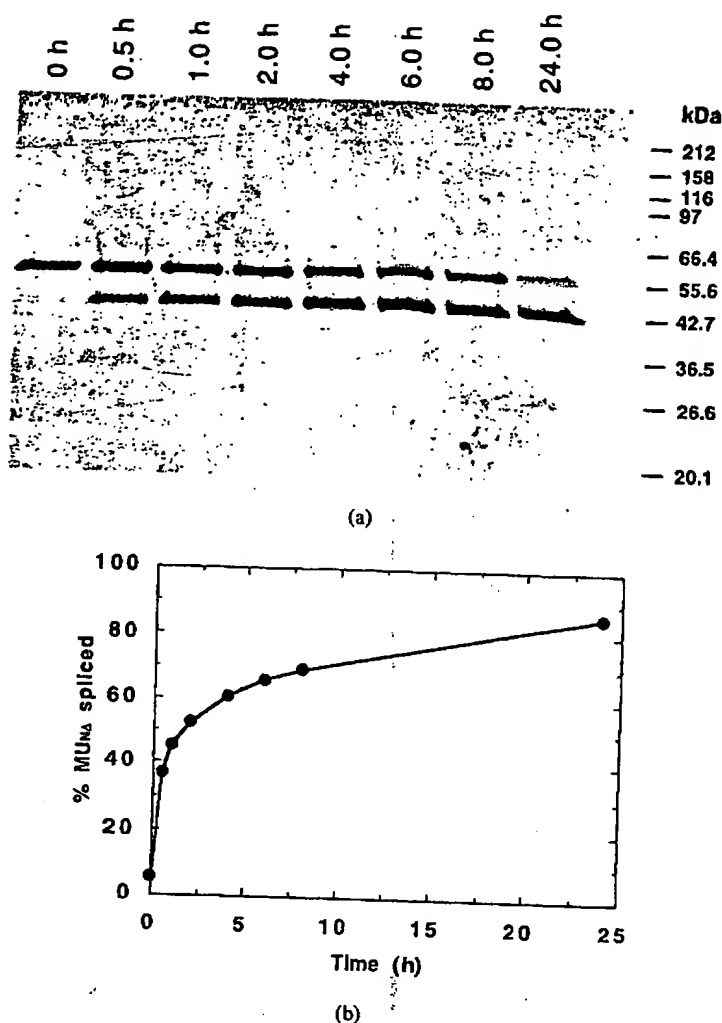 0 h 0.5 h 1.0 h 2.0 h 4.0 h 6.0 h 8.0 h 24.0 h
kDa
212
158
116
97
66.4
55.6
42.7
36.5
26.6
20.1
(a)
100
80
60
40
20
0
% MUNΔ spliced
0 5 10 15 20 25
Time (h)
(b)